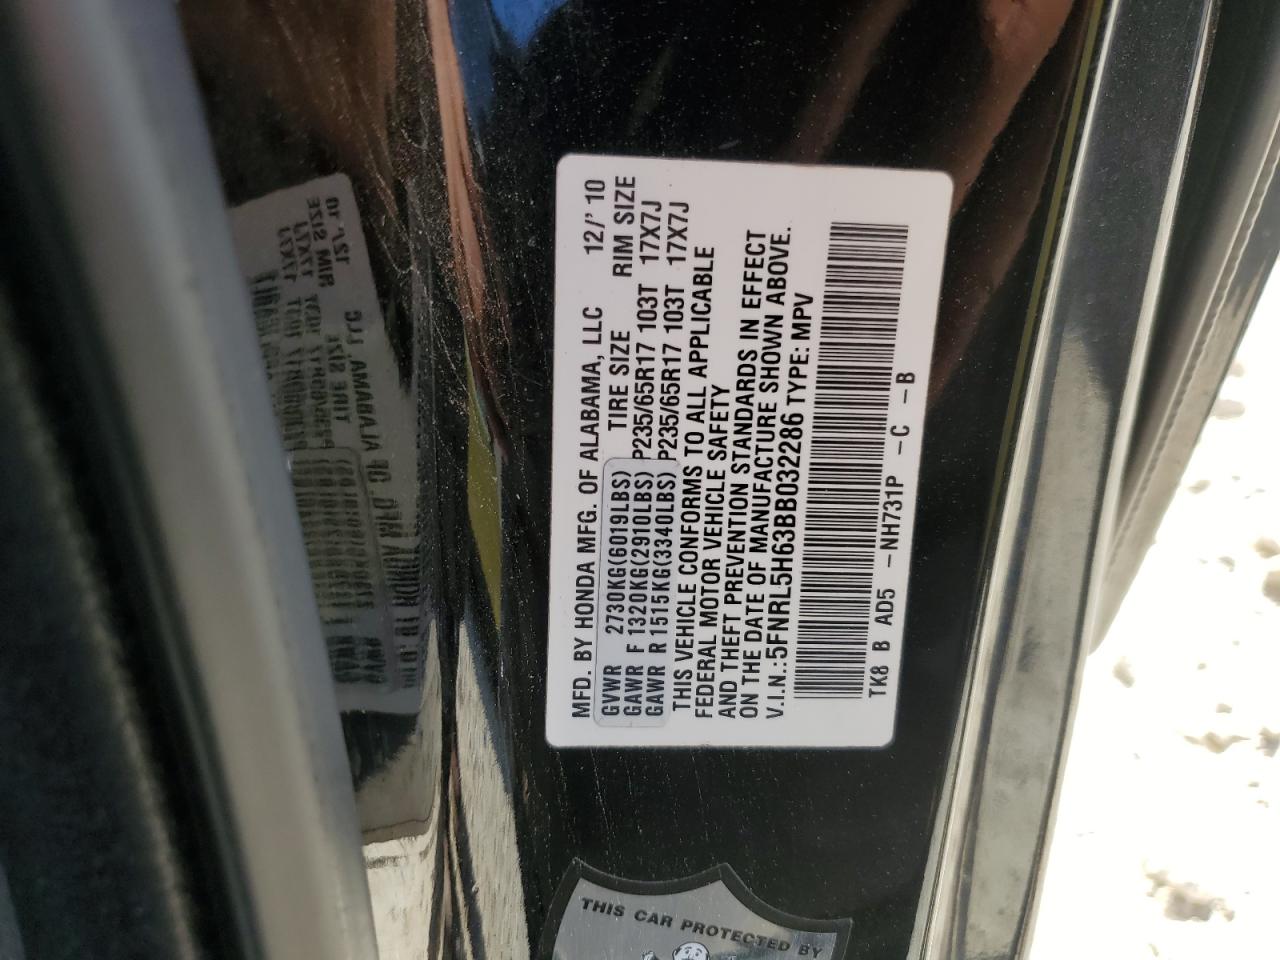 MFD. BY HONDA MFG. OF ALABAMA, LLC 12/' 10
GVWR 2730KG(6019LBS) TIRE SIZE RIM SIZE
GAWR F 1320KG(2910LBS) P235/65R17 103T 17X7J
GAWR R 1515KG(3340LBS) P235/65R17 103T 17X7J
THIS VEHICLE CONFORMS TO ALL APPLICABLE
FEDERAL MOTOR VEHICLE SAFETY
AND THEFT PREVENTION STANDARDS IN EFFECT
ON THE DATE OF MANUFACTURE SHOWN ABOVE.
V.I.N.:5FNRL5H63BB032286 TYPE: MPV
TK8 B AD5 -NH731P -C -B
THIS CAR PROTECTED BY